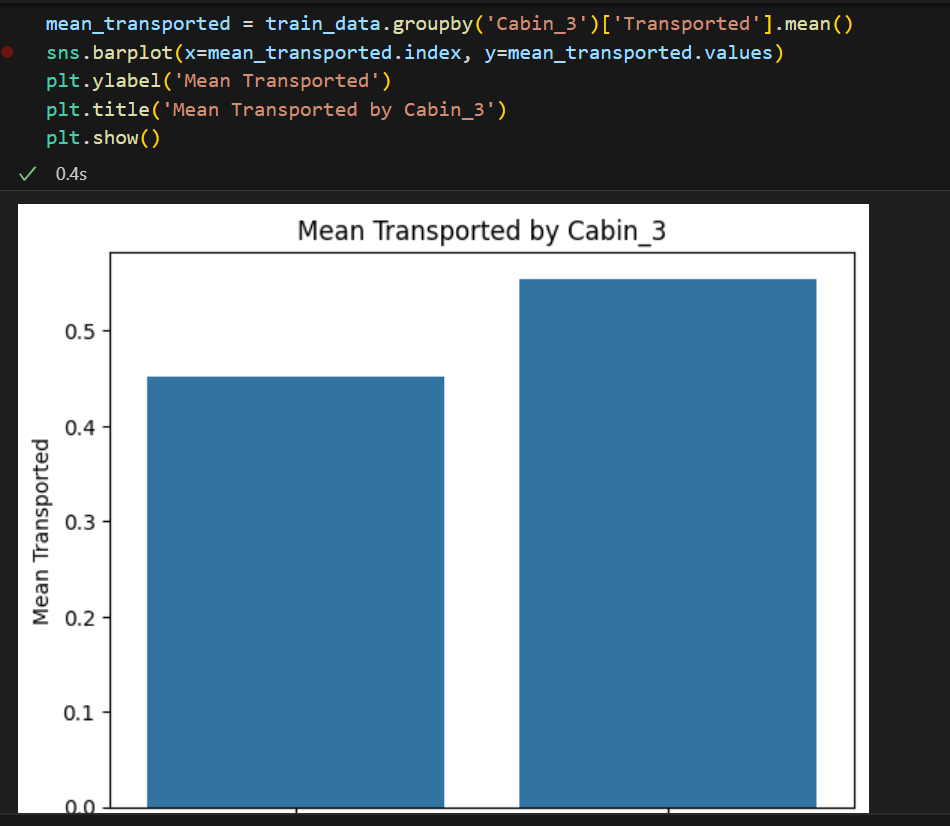 mean_transported = train_data.groupby('Cabin_3')['Transported'].mean()
sns.barplot(x=mean_transported.index, y=mean_transported.values)
plt.ylabel('Mean Transported')
plt.title('Mean Transported by Cabin_3')
plt.show()
0.4s
Mean Transported by Cabin_3
0.5
0.4
0.3
0.2
0.1
0.0
Mean Transported